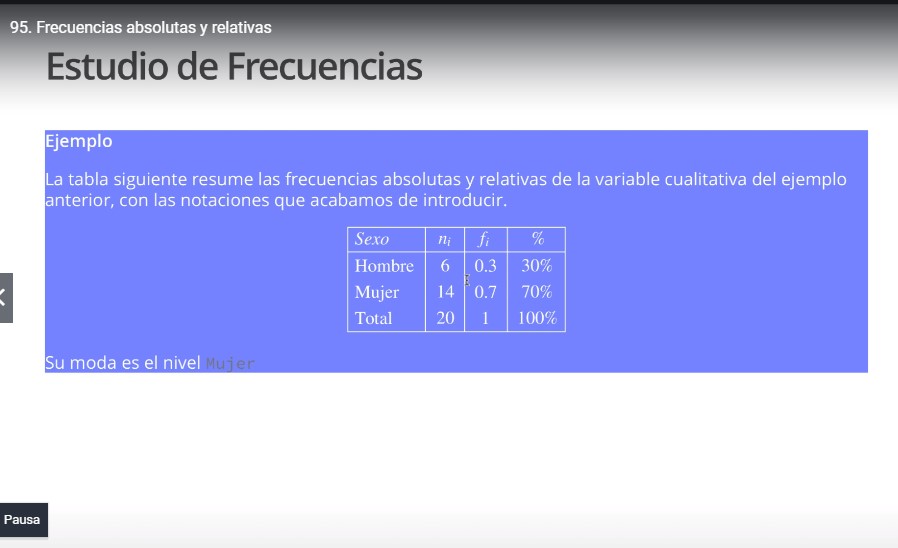 95. Frecuencias absolutas y relativas
Estudio de Frecuencias
Ejemplo
La tabla siguiente resume las frecuencias absolutas y relativas de la variable cualitativa del ejemplo
anterior, con las notaciones que acabamos de introducir.
Sexo nᵢ fᵢ %
Hombre 6 0.3 30%
Mujer 14 0.7 70%
Total 20 1 100%
Su moda es el nivel Mujer
Pausa